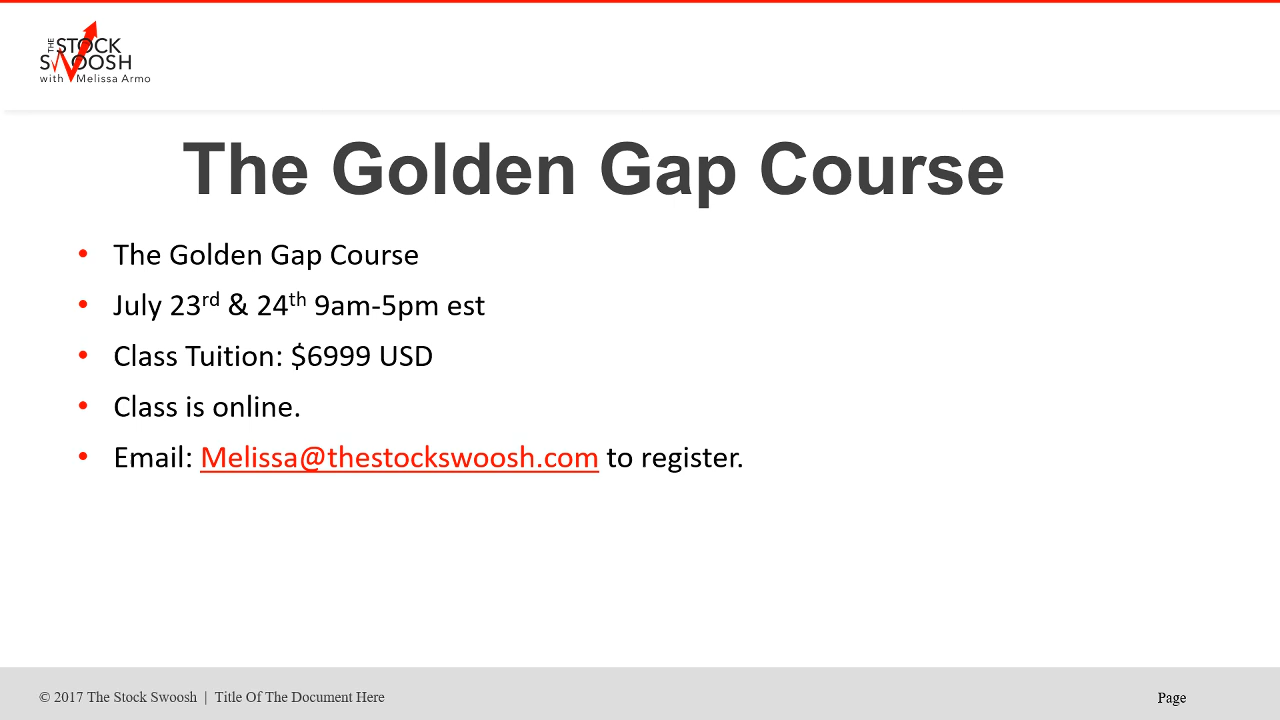 THE STOCK
SWOOSH
with Melissa Armo
The Golden Gap Course
• The Golden Gap Course
• July 23rd & 24th 9am-5pm est
• Class Tuition: $6999 USD
• Class is online.
• Email: Melissa@thestockswoosh.com to register.
© 2017 The Stock Swoosh | Title Of The Document Here
Page